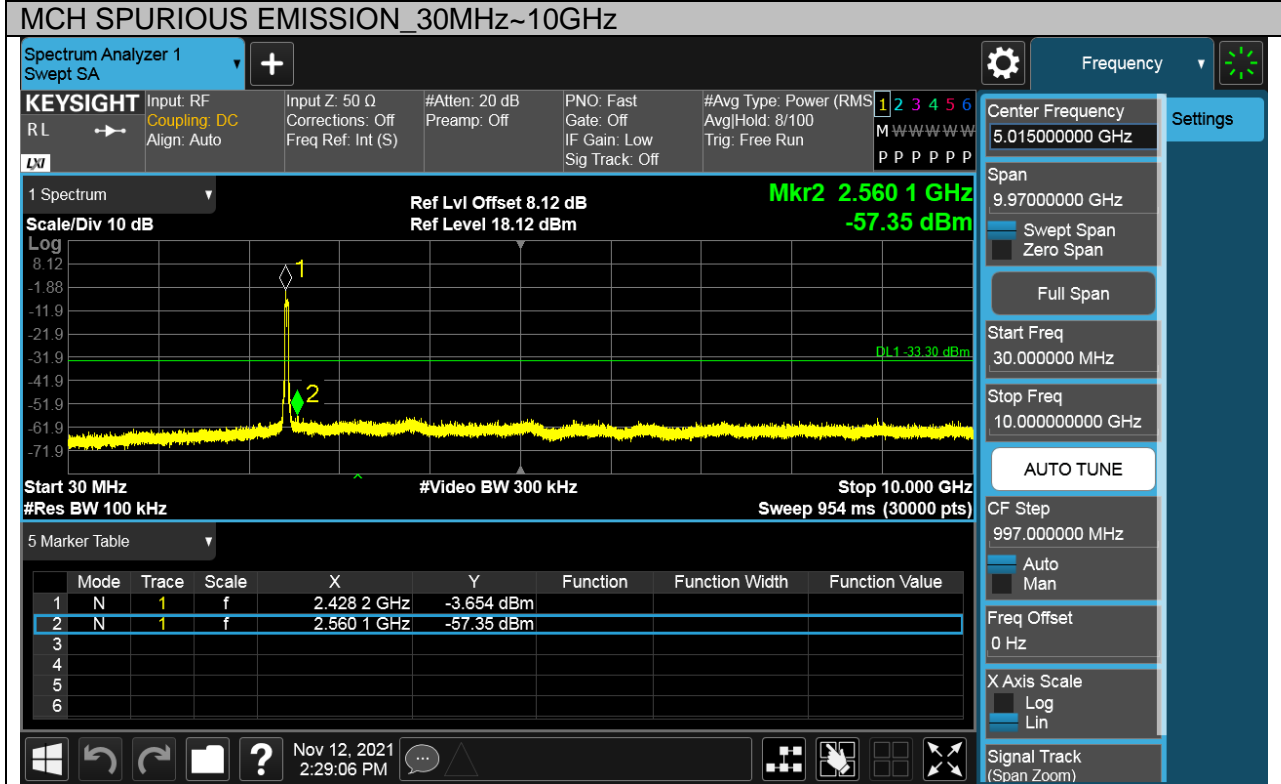 MCH SPURIOUS EMISSION_30MHz~10GHz
Spectrum Analyzer 1
Swept SA
Frequency
KEYSIGHT
RL
LXI
Input: RF
Coupling: DC
Align: Auto
Input Z: 50 Ω
Corrections: Off
Freq Ref: Int (S)
#Atten: 20 dB
Preamp: Off
PNO: Fast
Gate: Off
IF Gain: Low
Sig Track: Off
#Avg Type: Power (RMS
Avg|Hold: 8/100
Trig: Free Run
1 2 3 4 5 6
M W W W W W
P P P P P P
Center Frequency
5.015000000 GHz
Settings
Span
9.97000000 GHz
Swept Span
Zero Span
Full Span
Start Freq
30.000000 MHz
Stop Freq
10.000000000 GHz
AUTO TUNE
CF Step
997.000000 MHz
Auto
Man
Freq Offset
0 Hz
X Axis Scale
Log
Lin
Signal Track
(Span Zoom)
1 Spectrum
Scale/Div 10 dB
Ref Lvl Offset 8.12 dB
Ref Level 18.12 dBm
Mkr2 2.560 1 GHz
-57.35 dBm
Log
8.12
-1.88
-11.9
-21.9
-31.9
-41.9
-51.9
-61.9
-71.9
1
2
DL1 -33.30 dBm
Start 30 MHz
#Video BW 300 kHz
Stop 10.000 GHz
#Res BW 100 kHz
Sweep 954 ms (30000 pts)
5 Marker Table
Mode Trace Scale X Y Function Function Width Function Value
1 N 1 f 2.428 2 GHz -3.654 dBm
2 N 1 f 2.560 1 GHz -57.35 dBm
3
4
5
6
Nov 12, 2021
2:29:06 PM